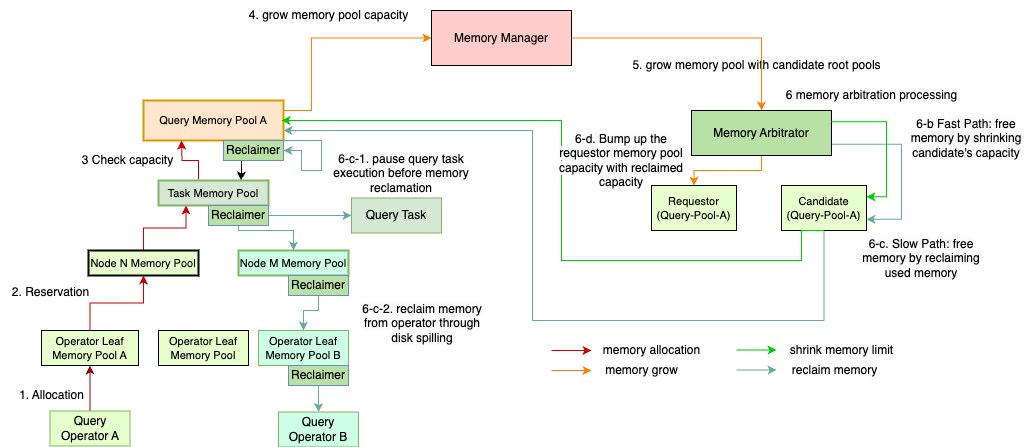 4. grow memory pool capacity
Memory Manager
5. grow memory pool with candidate root pools
6 memory arbitration processing
Query Memory Pool A
Reclaimer
3 Check capacity
6-c-1. pause query task
execution before memory
reclamation
6-d. Bump up the
requestor memory pool
capacity with reclaimed
capacity
Memory Arbitrator
6-b Fast Path: free
memory by shrinking
candidate's capacity
Task Memory Pool
Reclaimer
Query Task
Requestor
(Query-Pool-A)
Candidate
(Query-Pool-A)
6-c. Slow Path: free
memory by reclaiming
used memory
Node N Memory Pool
Node M Memory Pool
Reclaimer
2. Reservation
6-c-2. reclaim memory
from operator through
disk spilling
Operator Leaf
Memory Pool A
Operator Leaf
Memory Pool
Operator Leaf
Memory Pool B
Reclaimer
memory allocation
shrink memory limit
memory grow
reclaim memory
1. Allocation
Query
Operator A
Query
Operator B